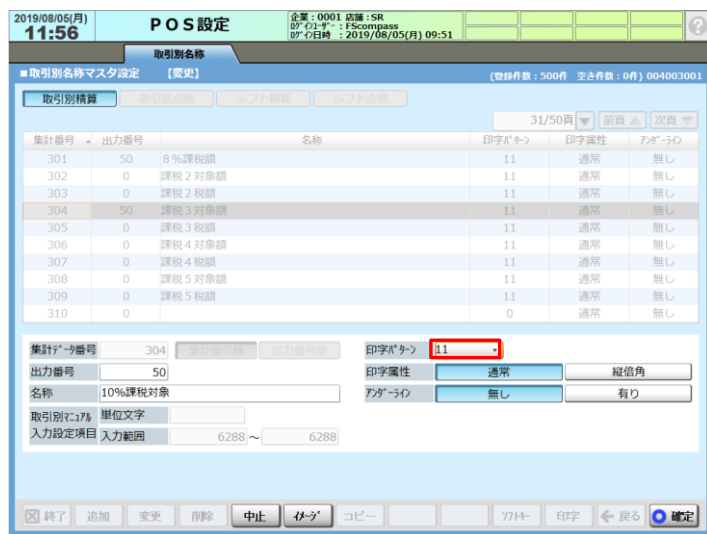 2019/08/05(月)
11:56
POS設定
企業:0001 店舗:SR
ﾛｸﾞｲﾝﾕｰｻﾞｰ:FScompass
ﾛｸﾞｲﾝ日時 :2019/08/05(月) 09:51
取引別名称
■取引別名称マスタ設定 【変更】 (登録件数:500件 空き件数:0件) 004003001
取引別精算 取引別点検 シフト精算 シフト点検
31/50頁 前頁 次頁
集計番号 出力番号 名称 印字ﾊﾟﾀｰﾝ 印字属性 ｱﾝﾀﾞｰﾗｲﾝ
301 50 8%課税額 11 通常 無し
302 0 課税2対象額 11 通常 無し
303 0 課税2税額 11 通常 無し
304 50 課税3対象額 11 通常 無し
305 0 課税3税額 11 通常 無し
306 0 課税4対象額 11 通常 無し
307 0 課税4税額 11 通常 無し
308 0 課税5対象額 11 通常 無し
309 0 課税5税額 11 通常 無し
310 0 0 通常 無し
集計ﾃﾞｰﾀ番号 304 集計番号順 出力番号順 印字ﾊﾟﾀｰﾝ 11
出力番号 50 印字属性 通常 縦倍角
名称 10%課税対象 ｱﾝﾀﾞｰﾗｲﾝ 無し 有り
取引別ﾏﾆｭｱﾙ 単位文字
入力設定項目 入力範囲 6288 ～ 6288
終了 追加 変更 削除 中止 ｲﾒｰｼﾞ コピー ｿﾌﾄｷｰ 印字 戻る 確定